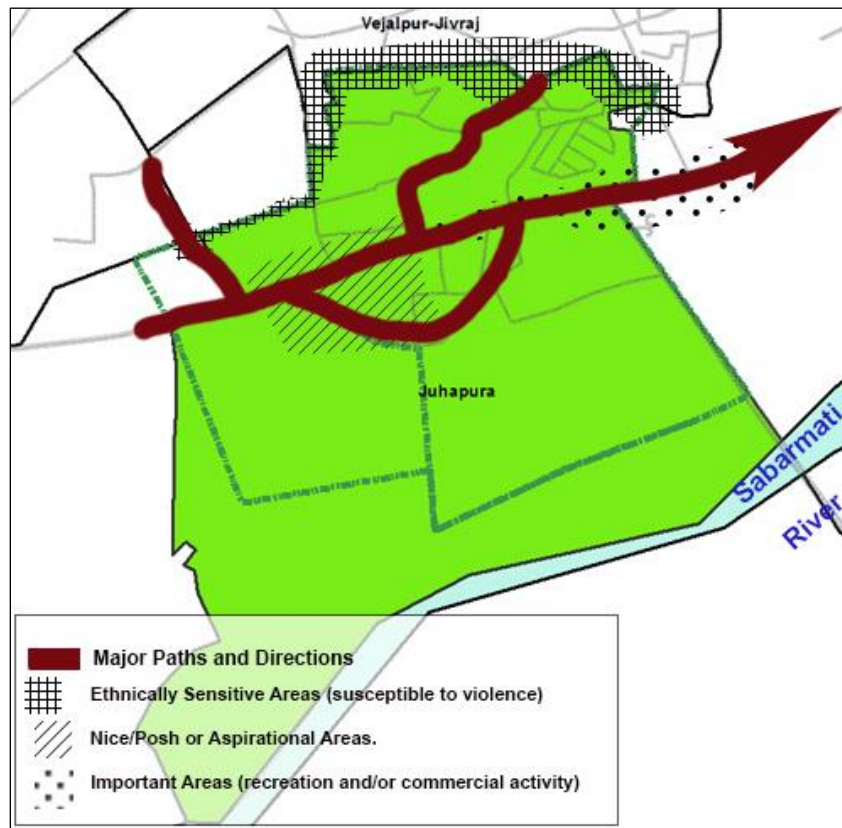 Vejalpur-Jivraj
Juhapura
Sabarmati
River
Major Paths and Directions
Ethnically Sensitive Areas (susceptible to violence)
Nice/Posh or Aspirational Areas.
Important Areas (recreation and/or commercial activity)